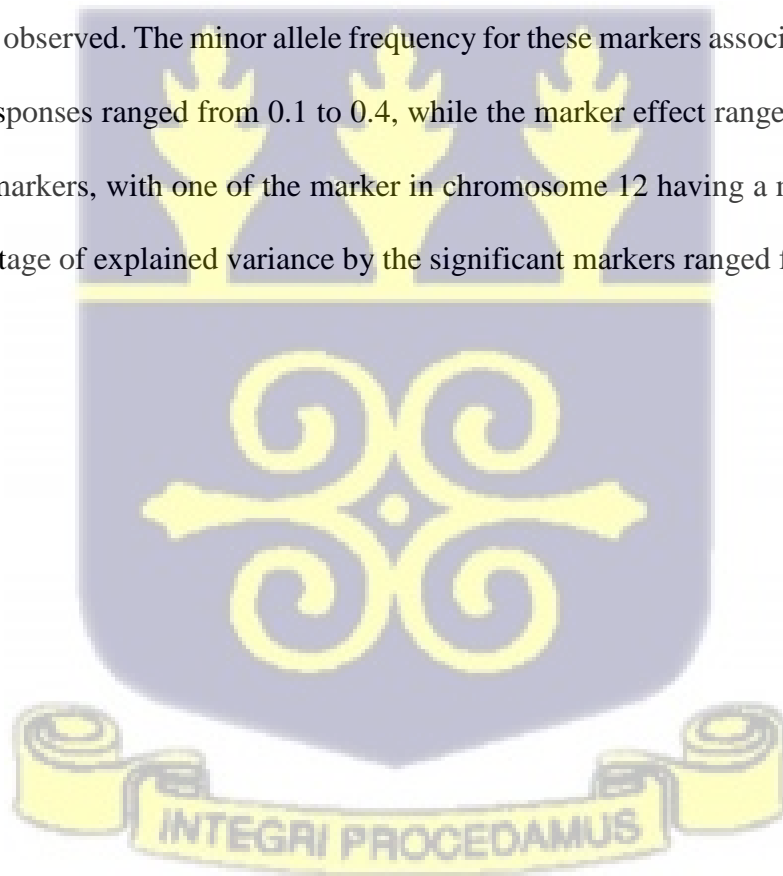 observed. The minor allele frequency for these markers associ
sponses ranged from 0.1 to 0.4, while the marker effect range
markers, with one of the marker in chromosome 12 having a
tage of explained variance by the significant markers ranged
INTEGRI PROCEDAMUS